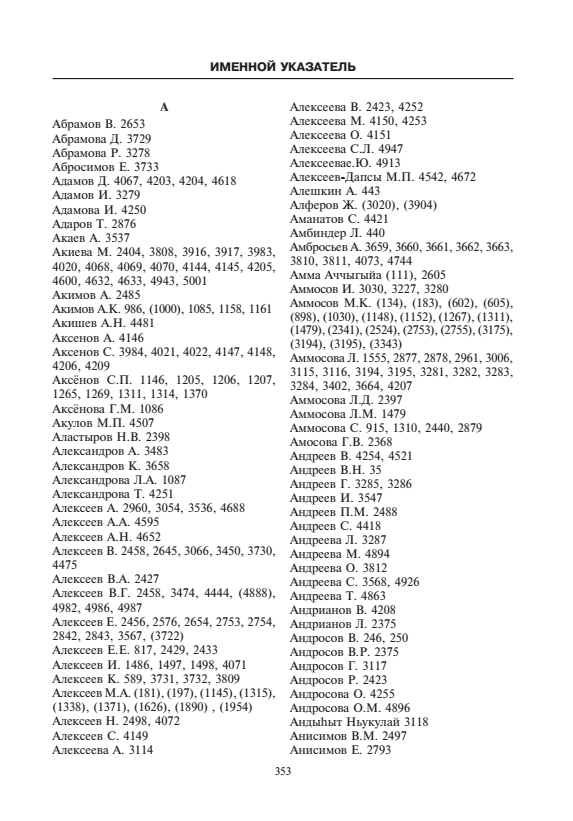 ИМЕННОЙ УКАЗАТЕЛЬ
А
Абрамов В. 2653
Абрамова Д. 3729
Абрамова Р. 3278
Абросимов Е. 3733
Адамов Д. 4067, 4203, 4204, 4618
Адамов И. 3279
Адамова И. 4250
Адаров Т. 2876
Акаев А. 3537
Акиева М. 2404, 3808, 3916, 3917, 3983,
4020, 4068, 4069, 4070, 4144, 4145, 4205,
4600, 4632, 4633, 4943, 5001
Акимов А. 2485
Акимов А.К. 986, (1000), 1085, 1158, 1161
Акишев А.Н. 4481
Аксенов А. 4146
Аксенов С. 3984, 4021, 4022, 4147, 4148,
4206, 4209
Аксёнов С.П. 1146, 1205, 1206, 1207,
1265, 1269, 1311, 1314, 1370
Аксёнова Г.М. 1086
Акулов М.П. 4507
Аластыров Н.В. 2398
Александров А. 3483
Александров К. 3658
Александрова Л.А. 1087
Александрова Т. 4251
Алексеев А. 2960, 3054, 3536, 4688
Алексеев А.А. 4595
Алексеев А.Н. 4652
Алексеев В. 2458, 2645, 3066, 3450, 3730,
4475
Алексеев В.А. 2427
Алексеев В.Г. 2458, 3474, 4444, (4888),
4982, 4986, 4987
Алексеев Е. 2456, 2576, 2654, 2753, 2754,
2842, 2843, 3567, (3722)
Алексеев Е.Е. 817, 2429, 2433
Алексеев И. 1486, 1497, 1498, 4071
Алексеев К. 589, 3731, 3732, 3809
Алексеев М.А. (181), (197), (1145), (1315),
(1338), (1371), (1626), (1890) , (1954)
Алексеев Н. 2498, 4072
Алексеев С. 4149
Алексеева А. 3114
Алексеева В. 2423, 4252
Алексеева М. 4150, 4253
Алексеева О. 4151
Алексеева С.Л. 4947
Алексеевае.Ю. 4913
Алексеев-Дапсы М.П. 4542, 4672
Алешкин А. 443
Алферов Ж. (3020), (3904)
Аманатов С. 4421
Амбиндер Л. 440
Амбросьев А. 3659, 3660, 3661, 3662, 3663,
3810, 3811, 4073, 4744
Амма Аччыгыйа (111), 2605
Аммосов И. 3030, 3227, 3280
Аммосов М.К. (134), (183), (602), (605),
(898), (1030), (1148), (1152), (1267), (1311),
(1479), (2341), (2524), (2753), (2755), (3175),
(3194), (3195), (3343)
Аммосова Л. 1555, 2877, 2878, 2961, 3006,
3115, 3116, 3194, 3195, 3281, 3282, 3283,
3284, 3402, 3664, 4207
Аммосова Л.Д. 2397
Аммосова Л.М. 1479
Аммосова С. 915, 1310, 2440, 2879
Амосова Г.В. 2368
Андреев В. 4254, 4521
Андреев В.Н. 35
Андреев Г. 3285, 3286
Андреев И. 3547
Андреев П.М. 2488
Андреев С. 4418
Андреева Л. 3287
Андреева М. 4894
Андреева О. 3812
Андреева С. 3568, 4926
Андреева Т. 4863
Андрианов В. 4208
Андрианов Л. 2375
Андросов В. 246, 250
Андросов В.Р. 2375
Андросов Г. 3117
Андросов Р. 2423
Андросова О. 4255
Андросова О.М. 4896
Андыһыт Ньукулай 3118
Анисимов В.М. 2497
Анисимов Е. 2793
353